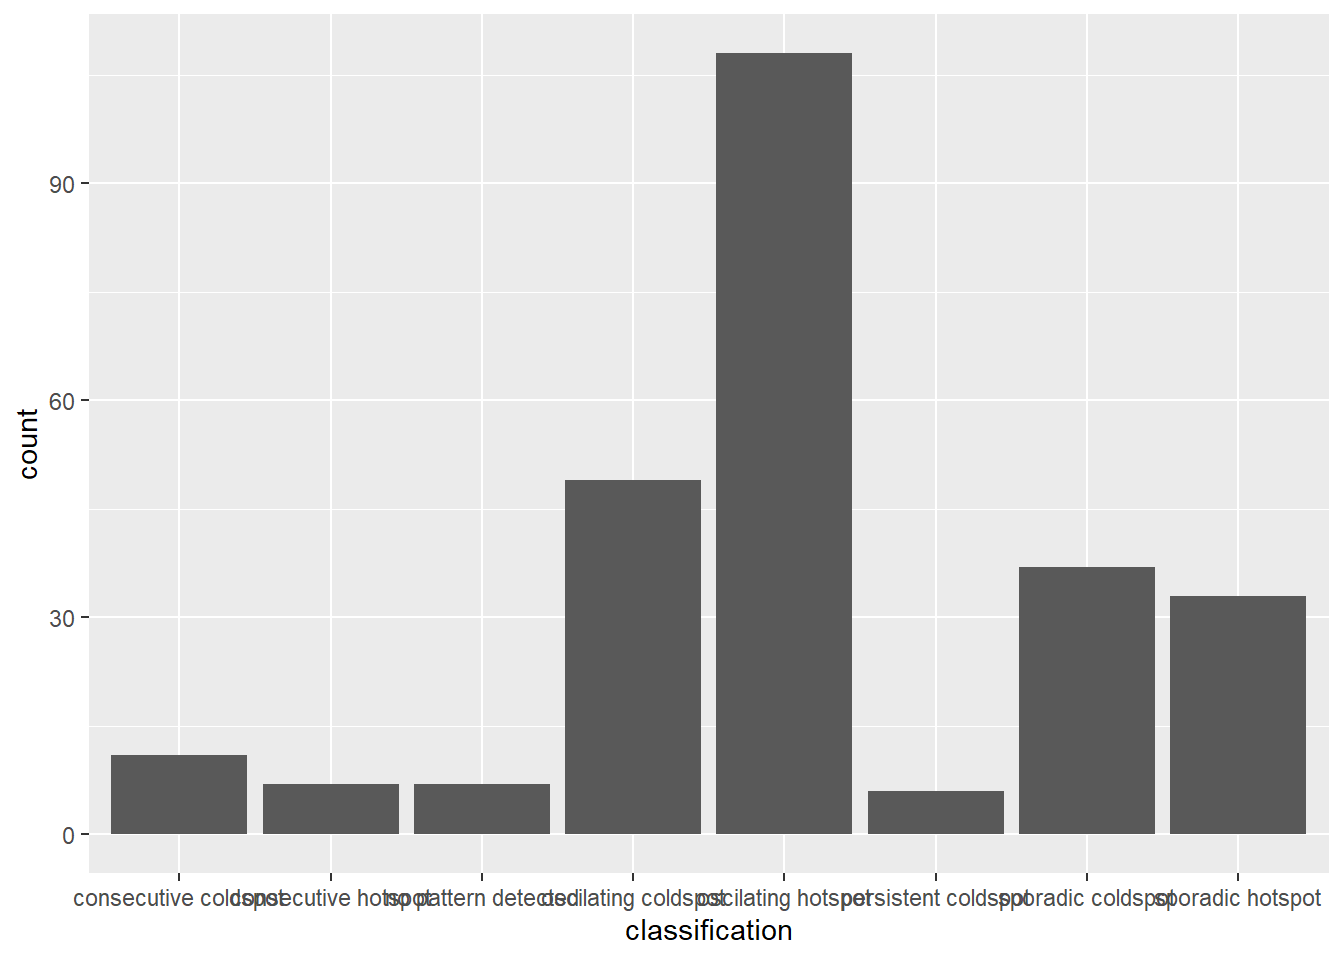 90
60
30
0
count
consecutive coldspot consecutive hotspot no pattern detected oscilating coldspot oscilating hotspot persistent coldspot sporadic coldspot sporadic hotspot
classification